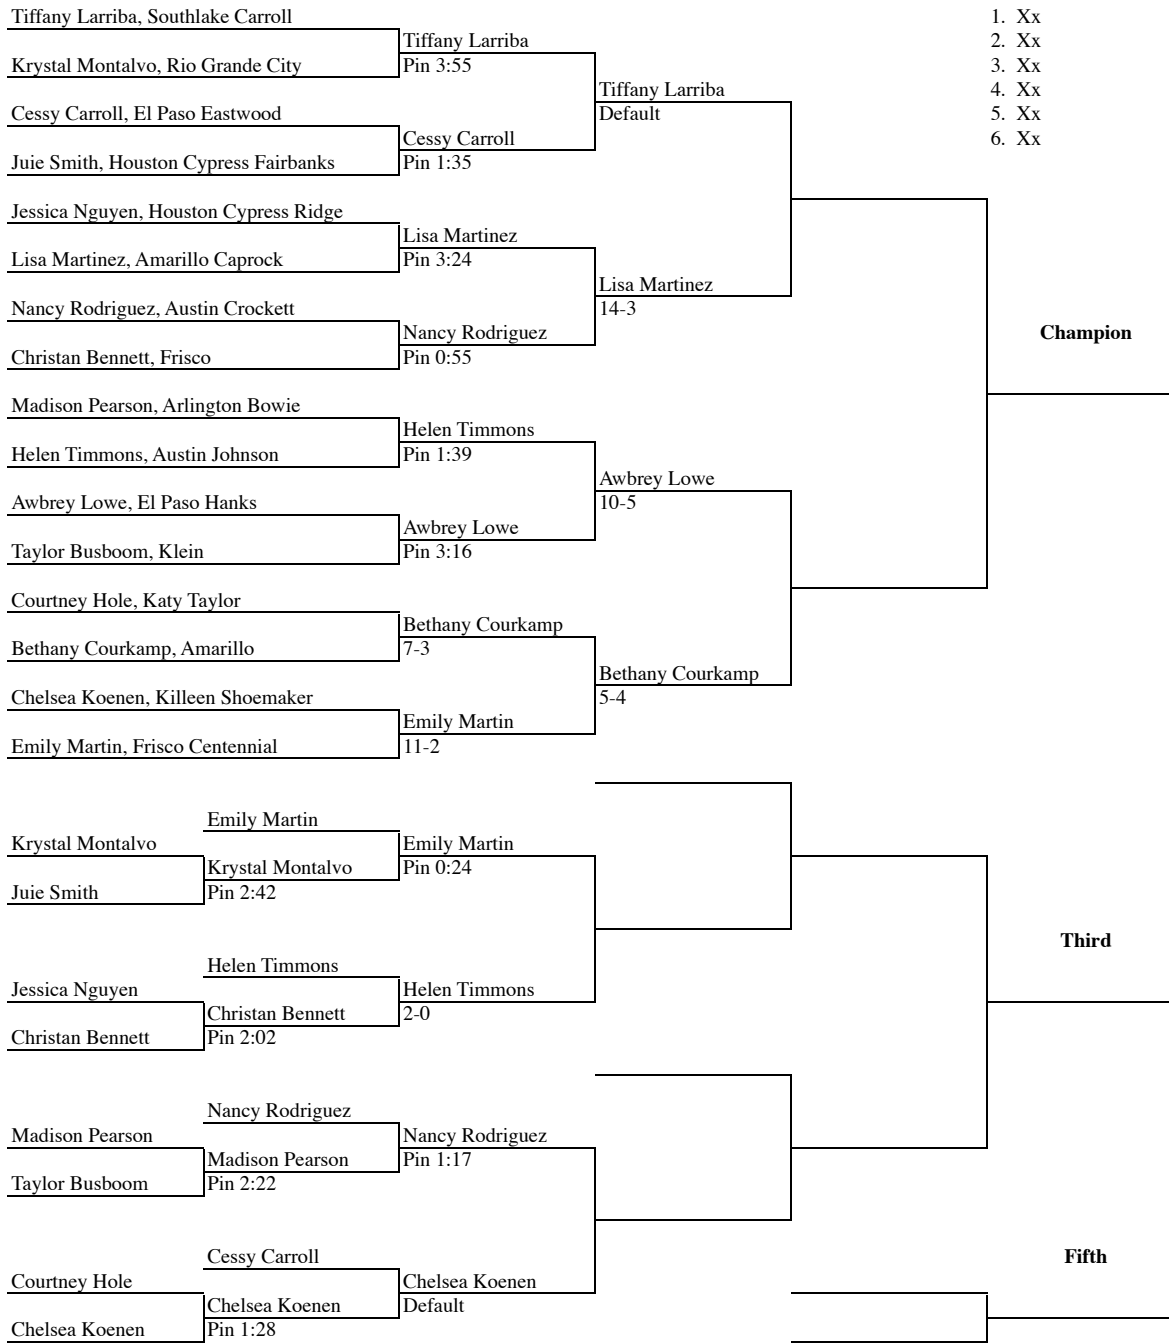 Tiffany Larriba, Southlake Carroll
1. Xx
Tiffany Larriba
2. Xx
Krystal Montalvo, Rio Grande City
Pin 3:55
3. Xx
Tiffany Larriba
4. Xx
Cessy Carroll, El Paso Eastwood
Default
5. Xx
Cessy Carroll
6. Xx
Juie Smith, Houston Cypress Fairbanks
Pin 1:35
Jessica Nguyen, Houston Cypress Ridge
Lisa Martinez
Lisa Martinez, Amarillo Caprock
Pin 3:24
Lisa Martinez
Nancy Rodriguez, Austin Crockett
14-3
Nancy Rodriguez
Champion
Christan Bennett, Frisco
Pin 0:55
Madison Pearson, Arlington Bowie
Helen Timmons
Helen Timmons, Austin Johnson
Pin 1:39
Awbrey Lowe
Awbrey Lowe, El Paso Hanks
10-5
Awbrey Lowe
Taylor Busboom, Klein
Pin 3:16
Courtney Hole, Katy Taylor
Bethany Courkamp
Bethany Courkamp, Amarillo
7-3
Bethany Courkamp
Chelsea Koenen, Killeen Shoemaker
5-4
Emily Martin
Emily Martin, Frisco Centennial
11-2
Emily Martin
Krystal Montalvo
Emily Martin
Krystal Montalvo
Pin 0:24
Juie Smith
Pin 2:42
Third
Helen Timmons
Jessica Nguyen
Helen Timmons
Christan Bennett
2-0
Christan Bennett
Pin 2:02
Nancy Rodriguez
Madison Pearson
Nancy Rodriguez
Madison Pearson
Pin 1:17
Taylor Busboom
Pin 2:22
Cessy Carroll
Fifth
Courtney Hole
Chelsea Koenen
Chelsea Koenen
Default
Chelsea Koenen
Pin 1:28